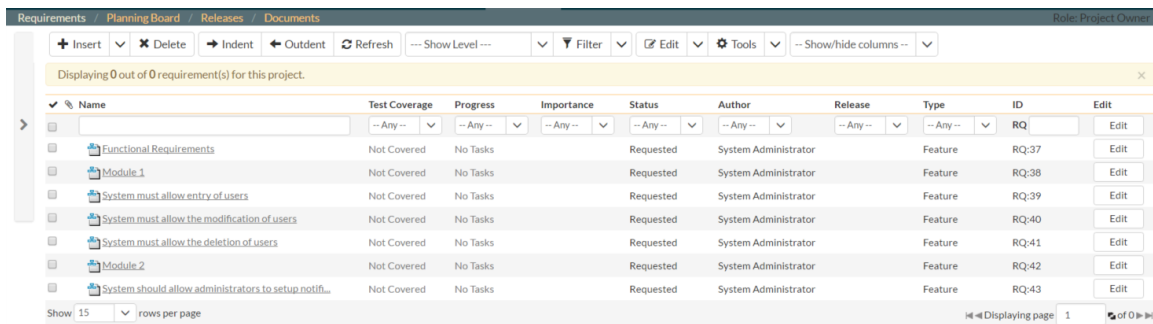 Requirements / Planning Board / Releases / Documents Role: Project Owner
Insert Delete Indent Outdent Refresh --- Show Level --- Filter Edit Tools -- Show/hide columns --
Displaying 0 out of 0 requirement(s) for this project. ×
Name Test Coverage Progress Importance Status Author Release Type ID Edit
-- Any -- -- Any -- -- Any -- -- Any -- -- Any -- -- Any -- -- Any -- RQ Edit
Functional Requirements Not Covered No Tasks Requested System Administrator Feature RQ:37 Edit
Module 1 Not Covered No Tasks Requested System Administrator Feature RQ:38 Edit
System must allow entry of users Not Covered No Tasks Requested System Administrator Feature RQ:39 Edit
System must allow the modification of users Not Covered No Tasks Requested System Administrator Feature RQ:40 Edit
System must allow the deletion of users Not Covered No Tasks Requested System Administrator Feature RQ:41 Edit
Module 2 Not Covered No Tasks Requested System Administrator Feature RQ:42 Edit
System should allow administrators to setup notifi... Not Covered No Tasks Requested System Administrator Feature RQ:43 Edit
Show 15 rows per page Displaying page 1 of 0